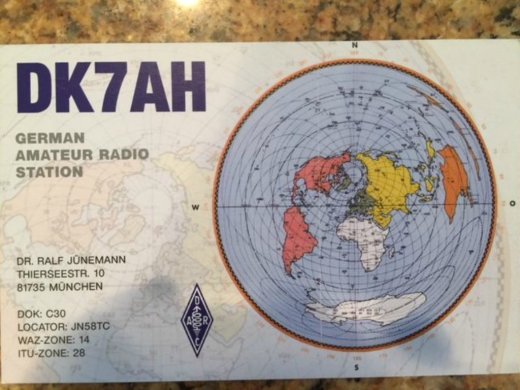 DK7AH
GERMAN
AMATEUR RADIO
STATION
DR. RALF JÜNEMANN
THIERSEESTR. 10
81735 MÜNCHEN
DOK: C30
LOCATOR: JN58TC
WAZ-ZONE: 14
ITU-ZONE: 28
N
W
O
S
D
A R
C